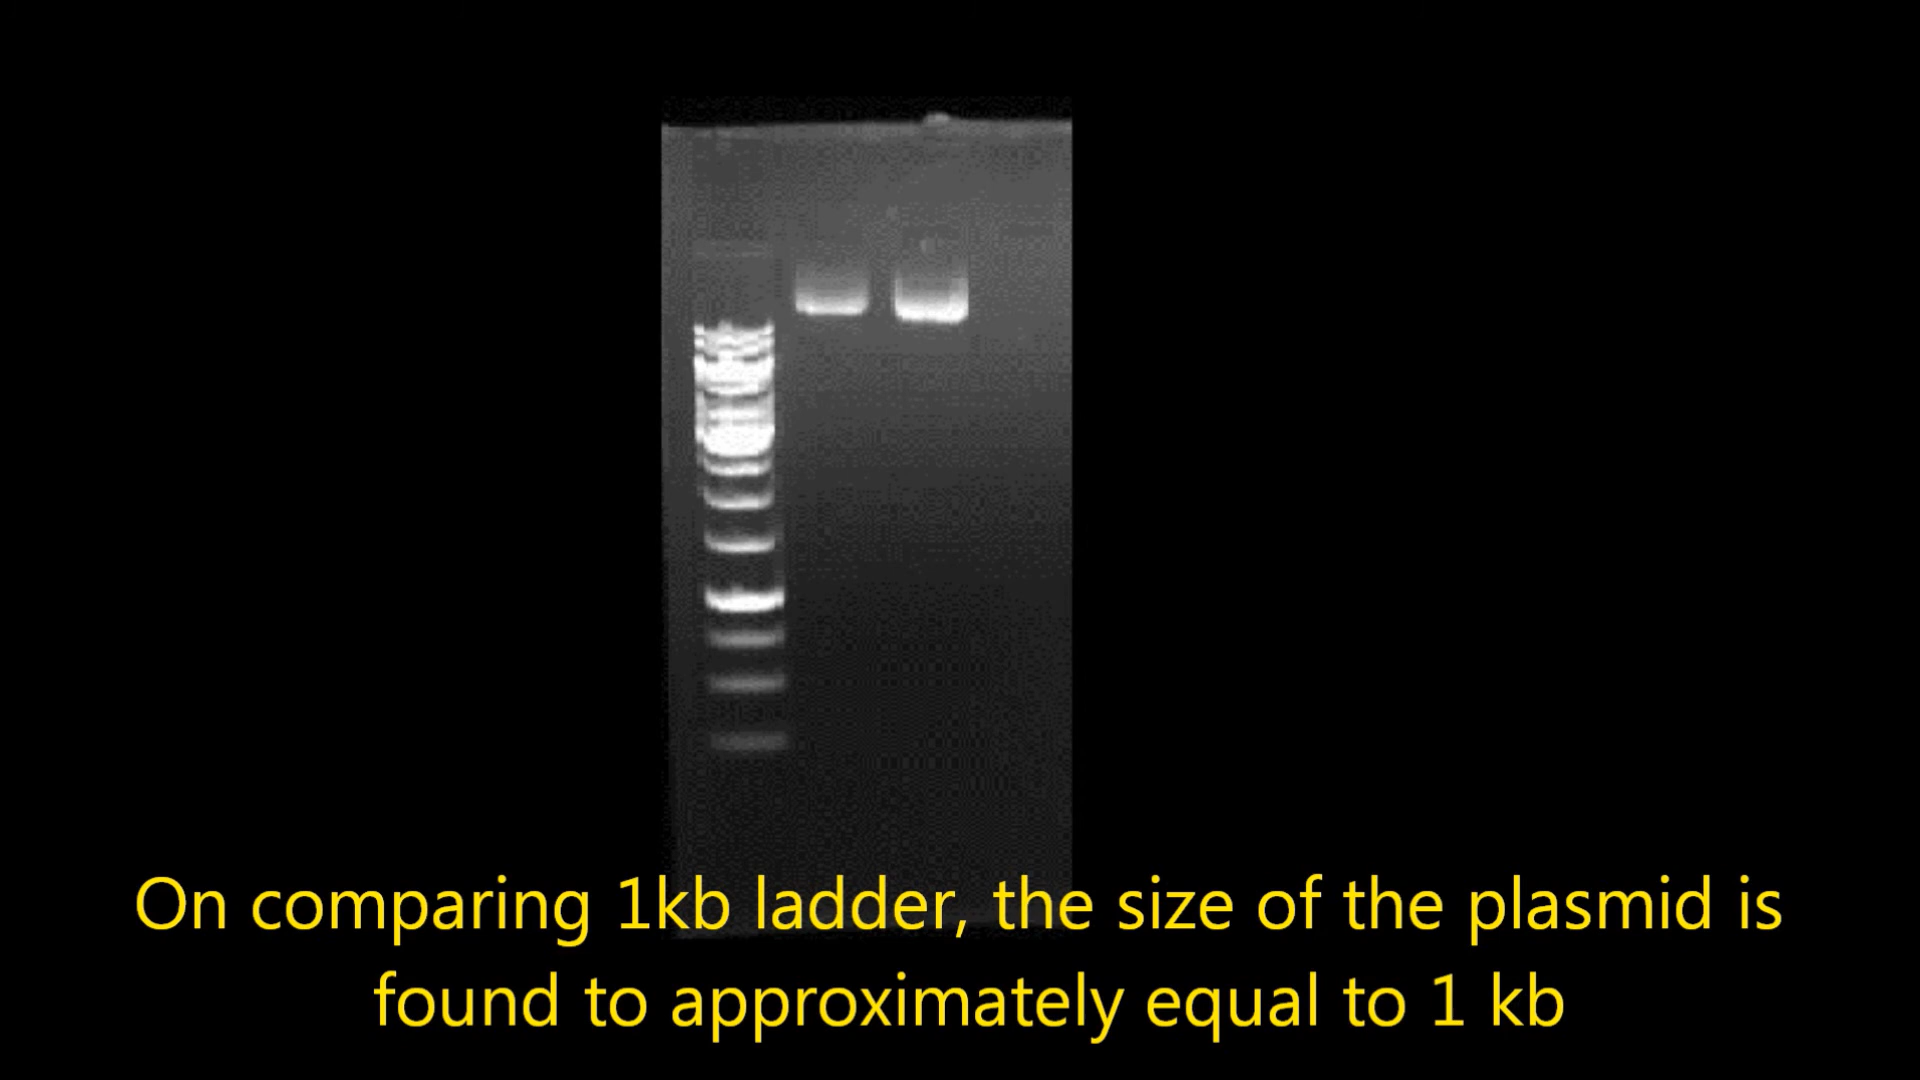 On comparing 1kb ladder, the size of the plasmid is
found to approximately equal to 1 kb